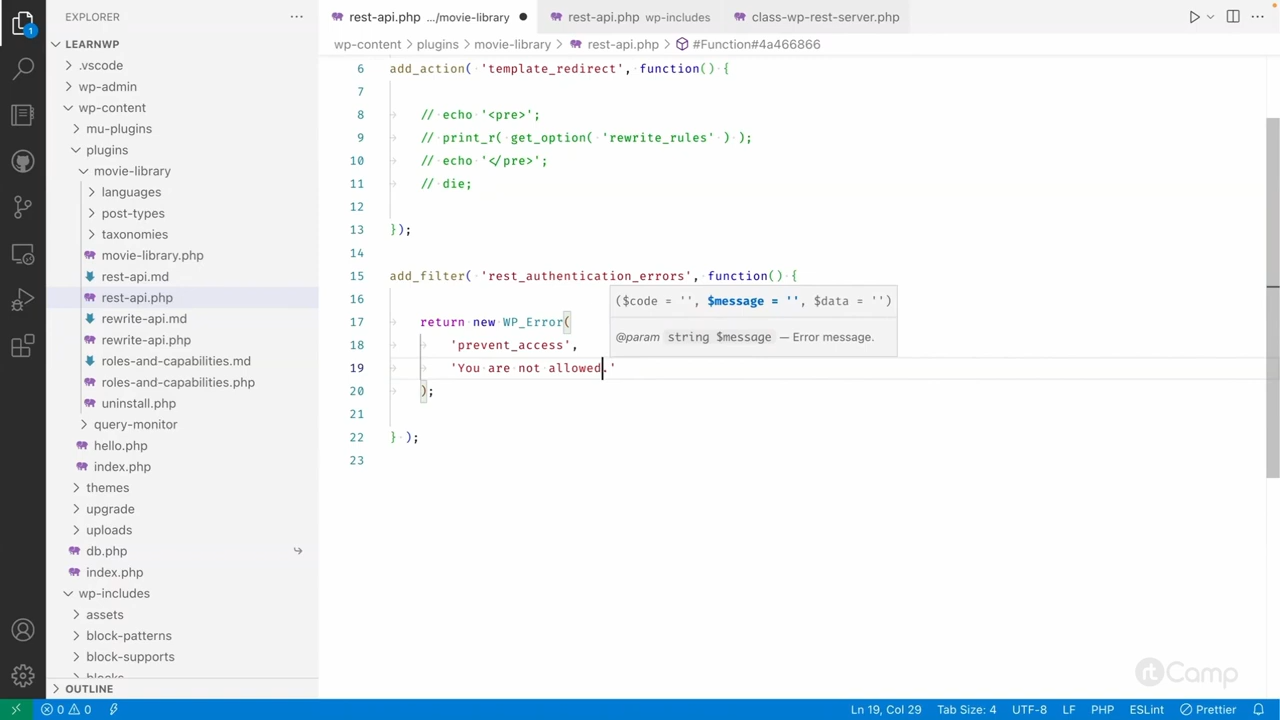 EXPLORER
rest-api.php .../movie-library
rest-api.php wp-includes
class-wp-rest-server.php
wp-content > plugins > movie-library > rest-api.php > #Function#4a466866
1
LEARNWP
.vscode
wp-admin
wp-content
mu-plugins
plugins
movie-library
languages
post-types
taxonomies
movie-library.php
rest-api.md
rest-api.php
rewrite-api.md
rewrite-api.php
roles-and-capabilities.md
roles-and-capabilities.php
uninstall.php
query-monitor
hello.php
index.php
themes
upgrade
uploads
db.php
index.php
wp-includes
assets
block-patterns
block-supports
blocks
OUTLINE
6 add_action( 'template_redirect', function() {
7
8 // echo '<pre>';
9 // print_r( get_option( 'rewrite_rules' ) );
10 // echo '</pre>';
11 // die;
12
13 });
14
15 add_filter( 'rest_authentication_errors', function() {
16
17 return new WP_Error(
18 'prevent_access',
19 'You are not allowed.'
20 );
21
22 } );
23
($code = '', $message = '', $data = '')
@param string $message — Error message.
rtCamp
0 0
Ln 19, Col 29 Tab Size: 4 UTF-8 LF PHP ESLint Prettier